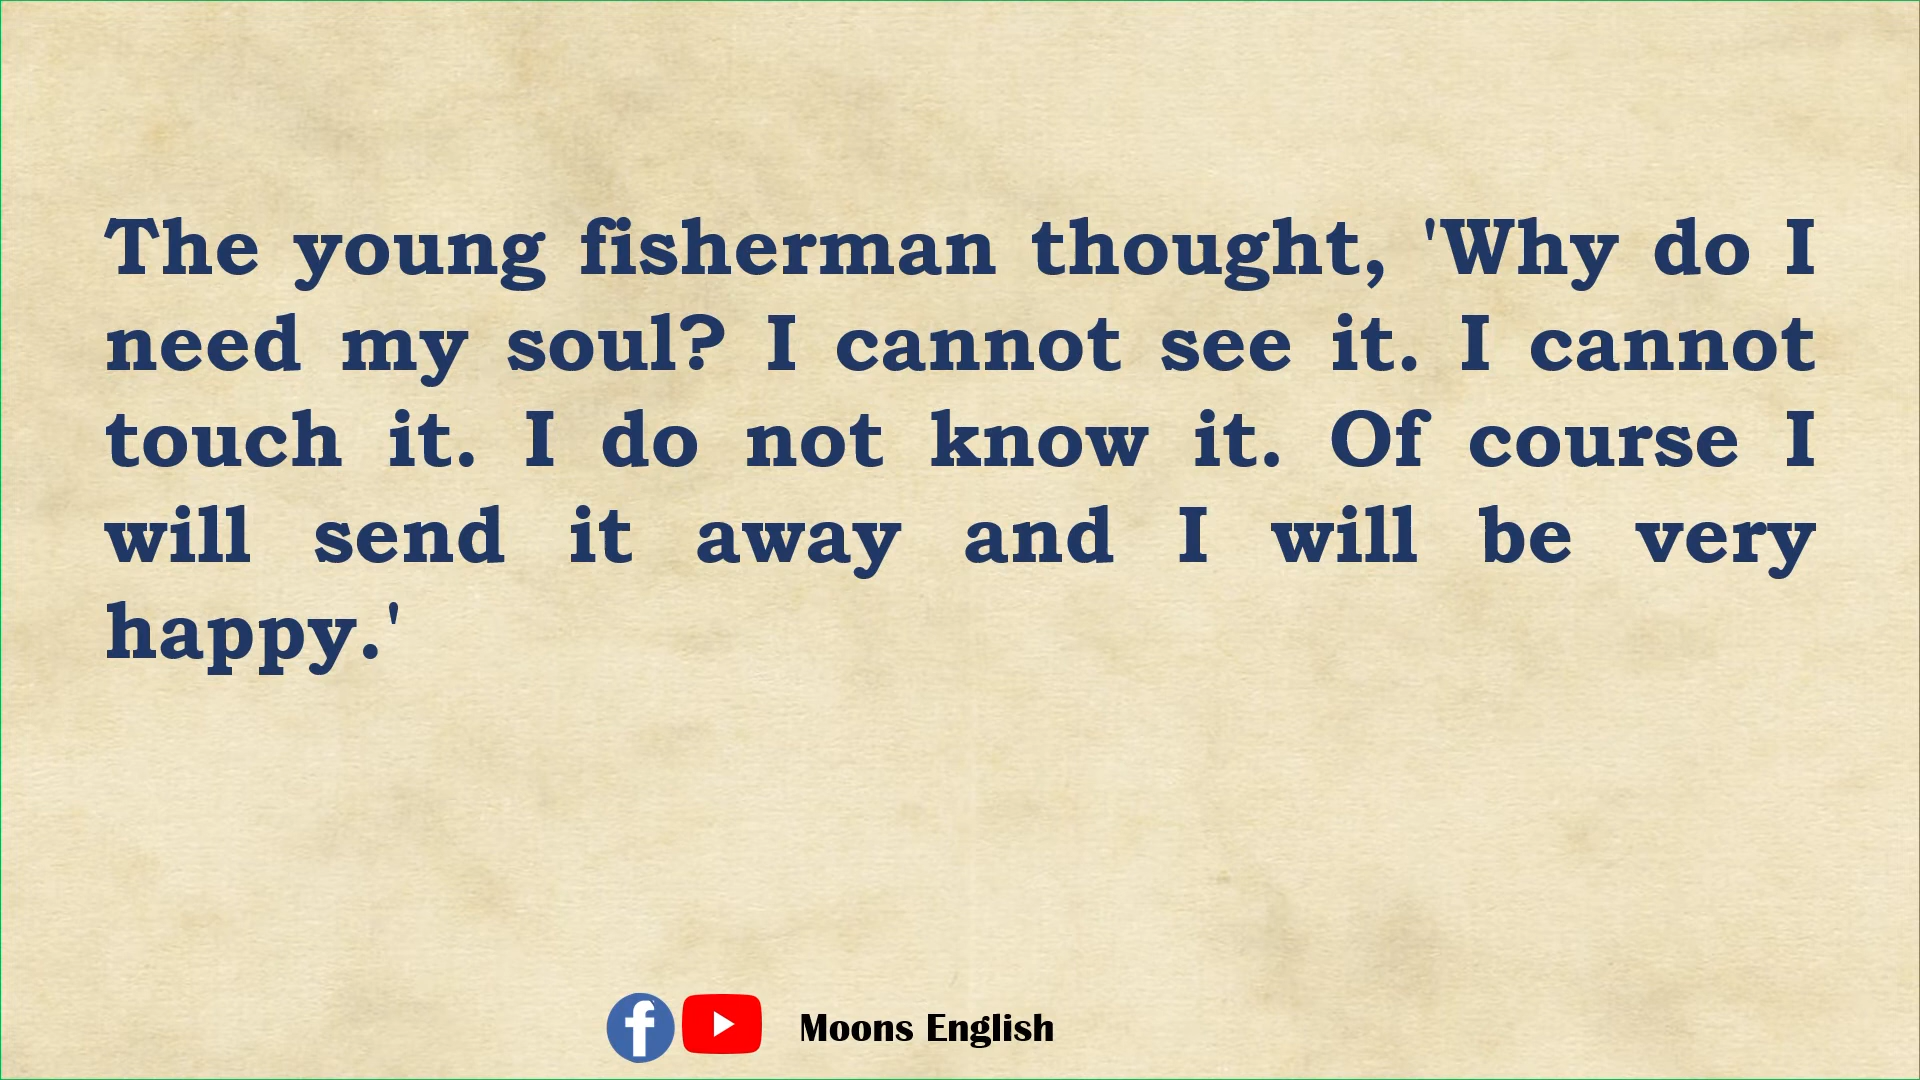 The young fisherman thought, 'Why do I
need my soul? I cannot see it. I cannot
touch it. I do not know it. Of course I
will send it away and I will be very
happy.'
Moons English